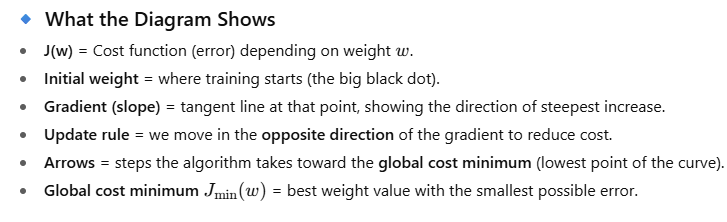 What the Diagram Shows
J(w) = Cost function (error) depending on weight w.
Initial weight = where training starts (the big black dot).
Gradient (slope) = tangent line at that point, showing the direction of steepest increase.
Update rule = we move in the opposite direction of the gradient to reduce cost.
Arrows = steps the algorithm takes toward the global cost minimum (lowest point of the curve).
Global cost minimum J_min(w) = best weight value with the smallest possible error.